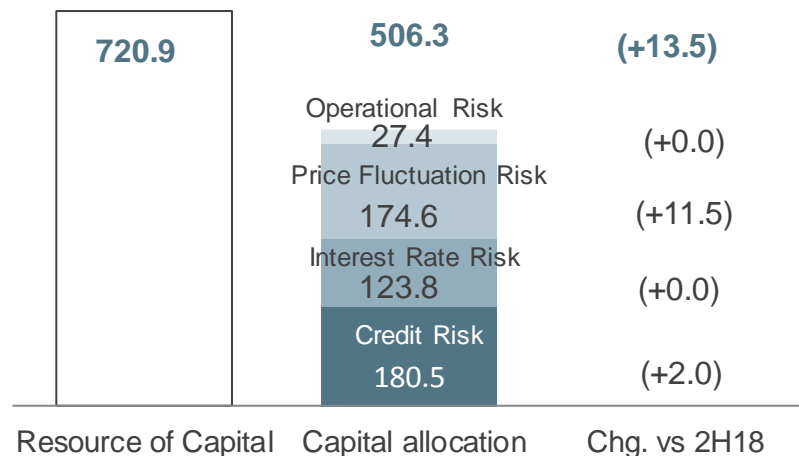 720.9
506.3
(+13.5)
Operational Risk
27.4
(+0.0)
Price Fluctuation Risk
174.6
(+11.5)
Interest Rate Risk
123.8
(+0.0)
Credit Risk
180.5
(+2.0)
Resource of Capital
Capital allocation
Chg. vs 2H18